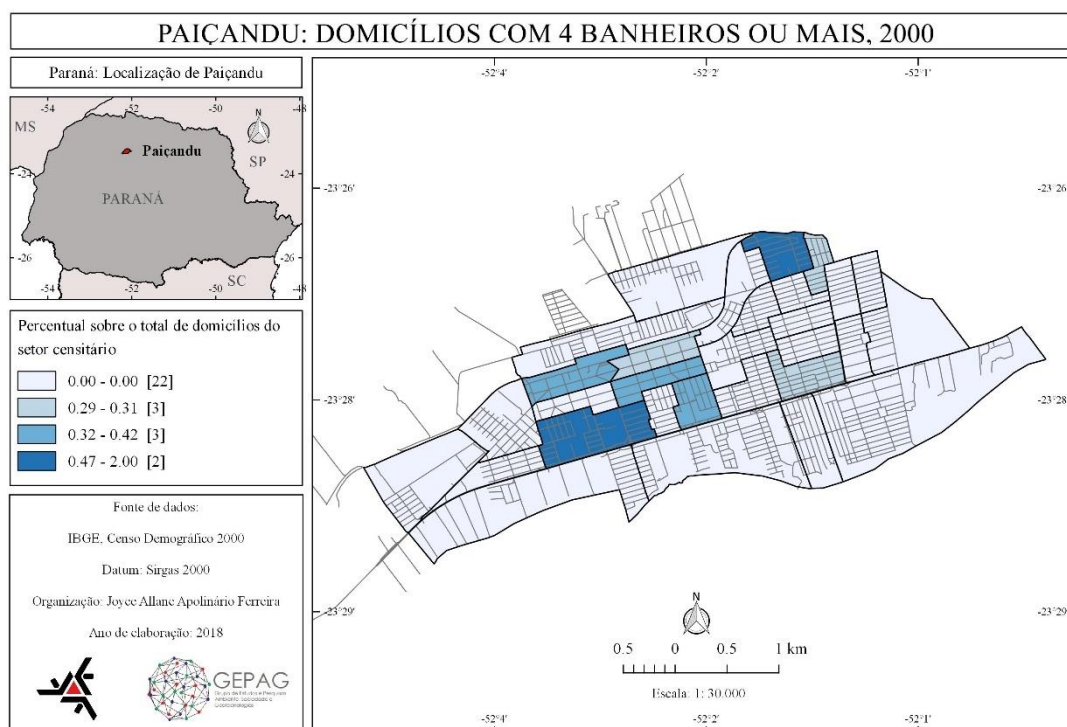 PAIÇANDU: DOMICÍLIOS COM 4 BANHEIROS OU MAIS, 2000
Paraná: Localização de Paiçandu
-54 -52 -50 -48
MS
N
SP
Paiçandu
-24 -24
PARANÁ
-26 -26
SC
-54 -52 -50 -48
Percentual sobre o total de domicílios do
setor censitário
0.00 - 0.00 [22]
0.29 - 0.31 [3]
0.32 - 0.42 [3]
0.47 - 2.00 [2]
Fonte de dados:
IBGE, Censo Demográfico 2000
Datum: Sirgas 2000
Organização: Joyce Allane Apolinário Ferreira
Ano de elaboração: 2018
GEPAG
Grupo de Estudos e Pesquisas
-52°4' -52°2' -52°1'
-23°26' -23°26'
-23°28' -23°28'
-23°29' -23°29'
N
0.5 0 0.5 1 km
Escala: 1: 30.000
-52°4' -52°2' -52°1'